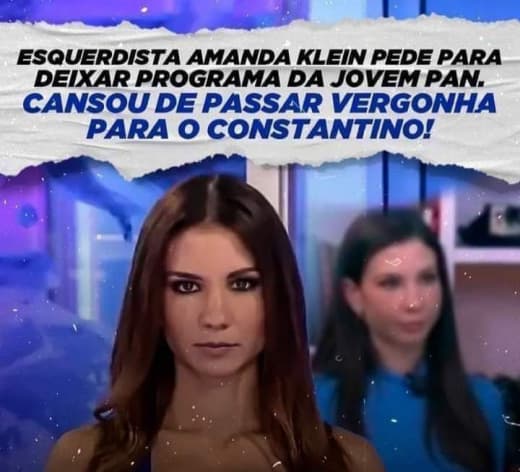 ESQUERDISTA AMANDA KLEIN PEDE PARA
DEIXAR PROGRAMA DA JOVEM PAN.
CANSOU DE PASSAR VERGONHA
PARA O CONSTANTINO!